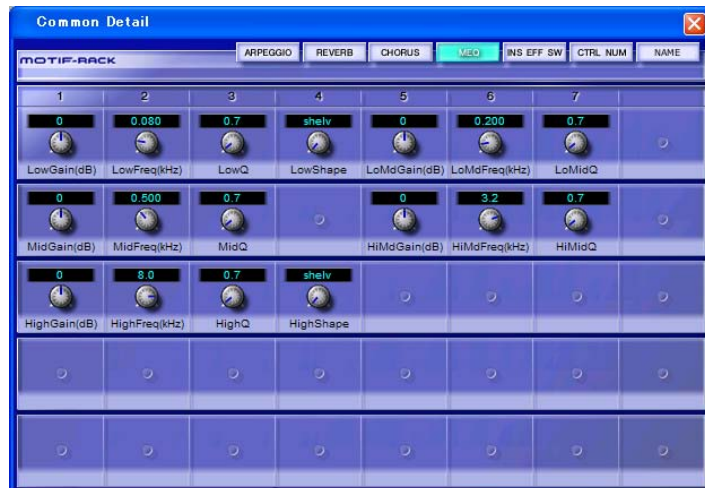 Common Detail
MOTIF-RACK ARPEGGIO REVERB CHORUS MEQ INS EFF SW CTRL NUM NAME
1 2 3 4 5 6 7
0 0.080 0.7 shelv 0 0.200 0.7
LowGain(dB) LowFreq(kHz) LowQ LowShape LoMdGain(dB) LoMdFreq(kHz) LoMidQ
0 0.500 0.7 0 3.2 0.7
MidGain(dB) MidFreq(kHz) MidQ HiMdGain(dB) HiMdFreq(kHz) HiMidQ
0 8.0 0.7 shelv
HighGain(dB) HighFreq(kHz) HighQ HighShape